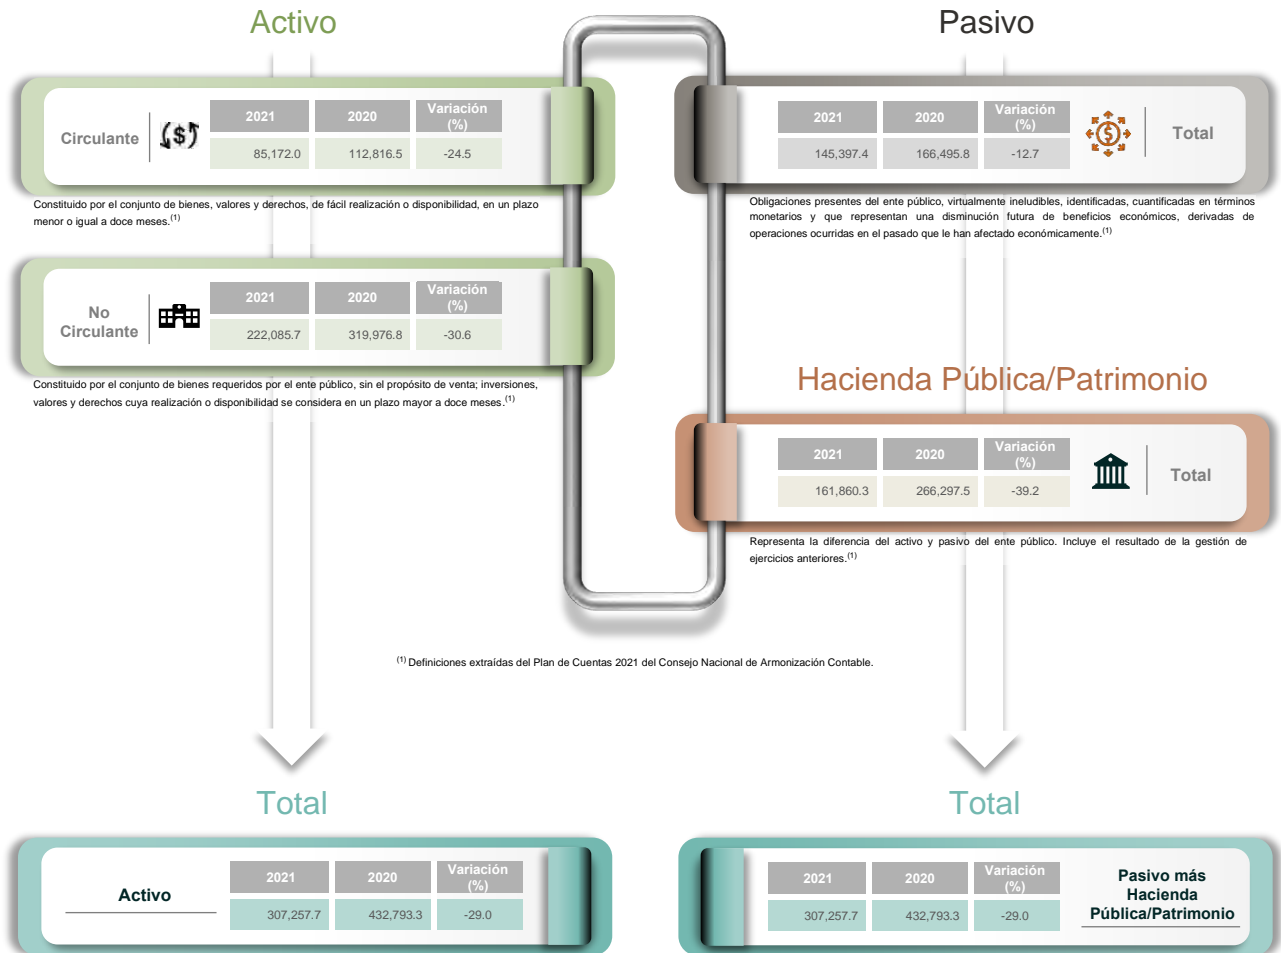 Activo
Circulante
2021 2020 Variación (%)
85,172.0 112,816.5 -24.5
Constituido por el conjunto de bienes, valores y derechos, de fácil realización o disponibilidad, en un plazo
menor o igual a doce meses.(1)
No
Circulante
2021 2020 Variación (%)
222,085.7 319,976.8 -30.6
Constituido por el conjunto de bienes requeridos por el ente público, sin el propósito de venta; inversiones,
valores y derechos cuya realización o disponibilidad se considera en un plazo mayor a doce meses.(1)
Pasivo
2021 2020 Variación (%)
145,397.4 166,495.8 -12.7
Total
Obligaciones presentes del ente público, virtualmente ineludibles, identificadas, cuantificadas en términos
monetarios y que representan una disminución futura de beneficios económicos, derivadas de
operaciones ocurridas en el pasado que le han afectado económicamente.(1)
Hacienda Pública/Patrimonio
2021 2020 Variación (%)
161,860.3 266,297.5 -39.2
Total
Representa la diferencia del activo y pasivo del ente público. Incluye el resultado de la gestión de
ejercicios anteriores.(1)
(1) Definiciones extraídas del Plan de Cuentas 2021 del Consejo Nacional de Armonización Contable.
Total
Activo
2021 2020 Variación (%)
307,257.7 432,793.3 -29.0
Total
2021 2020 Variación (%)
307,257.7 432,793.3 -29.0
Pasivo más
Hacienda
Pública/Patrimonio